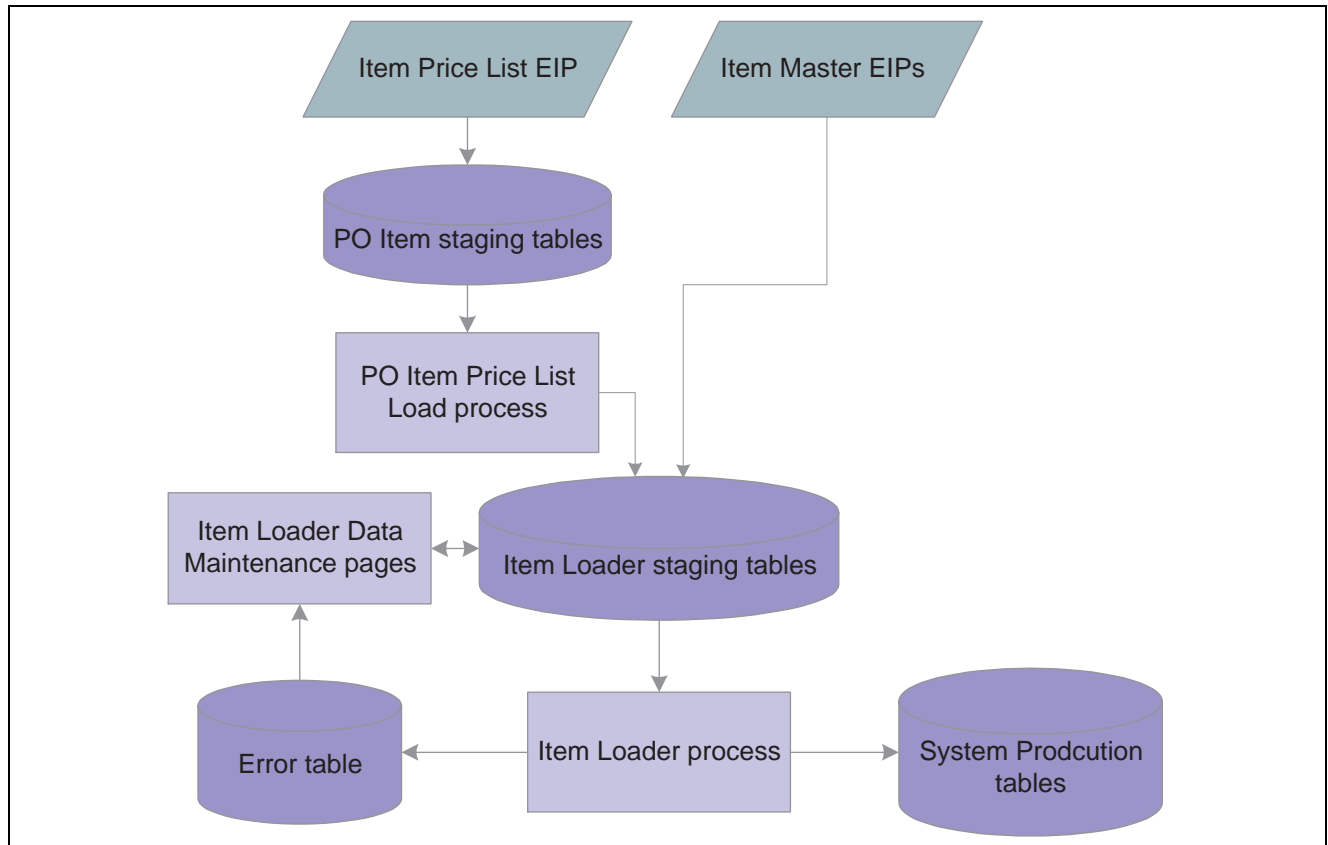 Item Price List EIP
Item Master EIPs
PO Item staging tables
PO Item Price List
Load process
Item Loader Data
Maintenance pages
Item Loader staging tables
Error table
Item Loader process
System Prodcution
tables